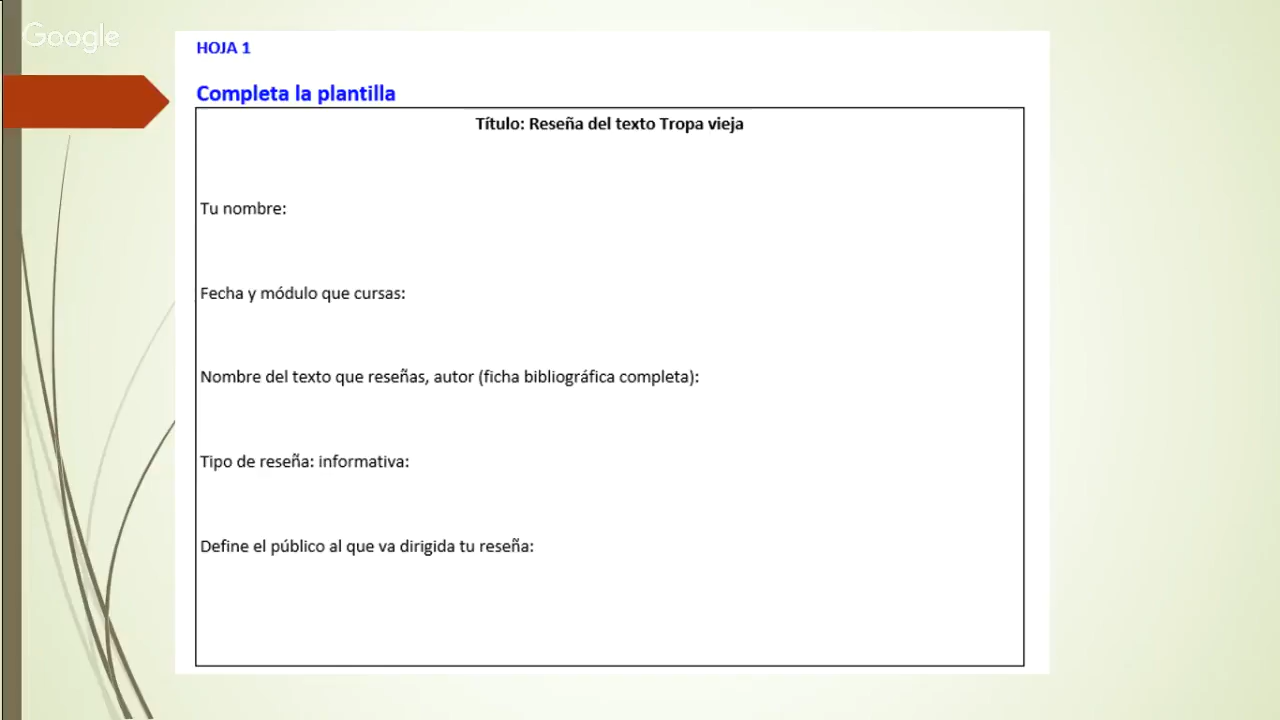 Google
HOJA 1
Completa la plantilla
Título: Reseña del texto Tropa vieja
Tu nombre:
Fecha y módulo que cursas:
Nombre del texto que reseñas, autor (ficha bibliográfica completa):
Tipo de reseña: informativa:
Define el público al que va dirigida tu reseña: